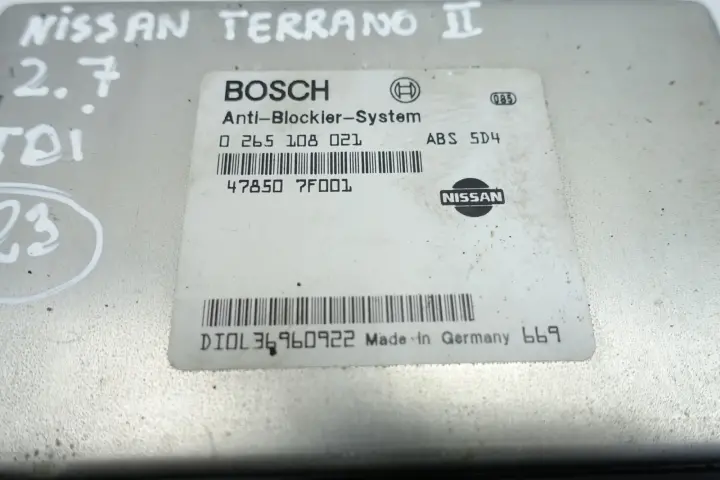 NISSAN TERRANO II
2.7
TDi
23
BOSCH
085
Anti-Blockier-System
0 265 108 021 ABS 5D4
47850 7F001
NISSAN
DIOL36960922 Made-in Germany 669